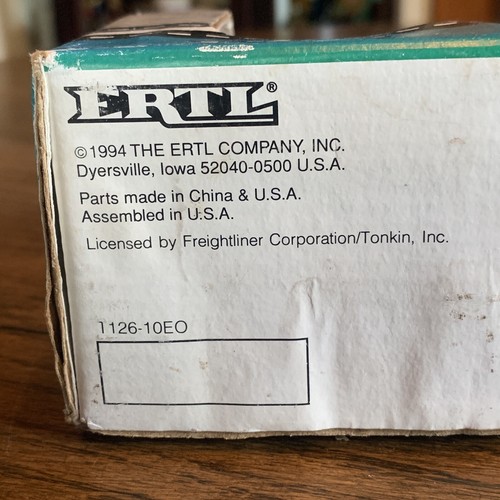 ERTL®
©1994 THE ERTL COMPANY, INC.
Dyersville, Iowa 52040-0500 U.S.A.
Parts made in China & U.S.A.
Assembled in U.S.A.
Licensed by Freightliner Corporation/Tonkin, Inc.
1126-10EO